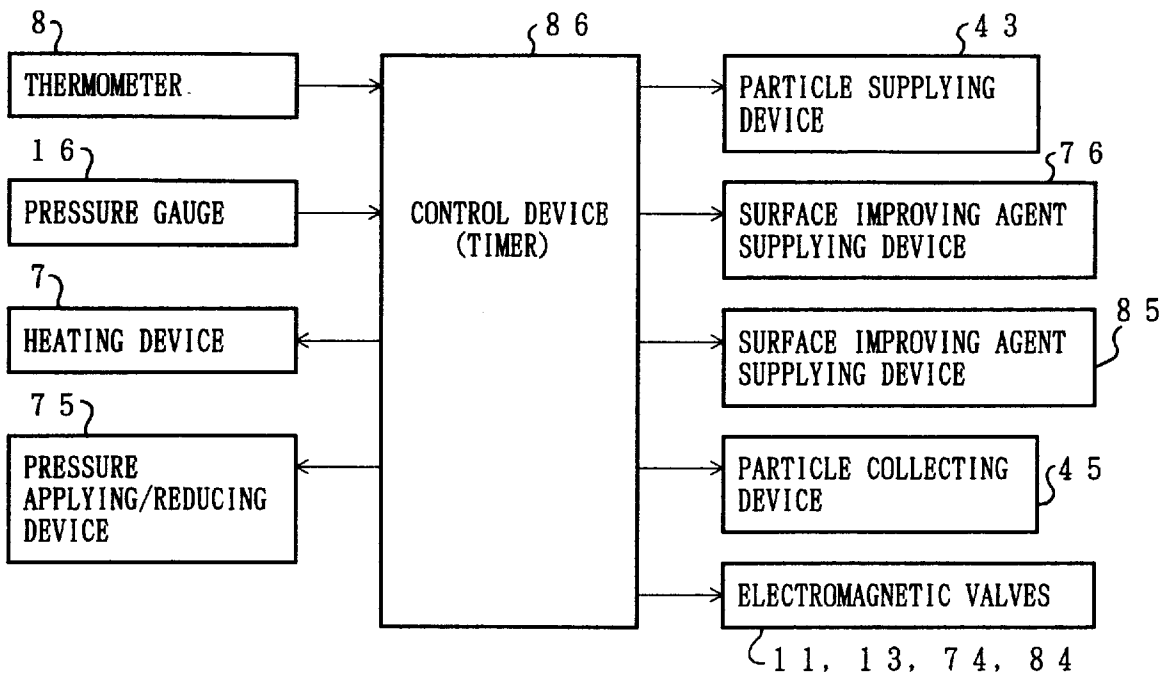 8
THERMOMETER
16
PRESSURE GAUGE
7
HEATING DEVICE
75
PRESSURE
APPLYING/REDUCING
DEVICE
86
CONTROL DEVICE
(TIMER)
43
PARTICLE SUPPLYING
DEVICE
76
SURFACE IMPROVING AGENT
SUPPLYING DEVICE
85
SURFACE IMPROVING AGENT
SUPPLYING DEVICE
45
PARTICLE COLLECTING
DEVICE
ELECTROMAGNETIC VALVES
11, 13, 74, 84